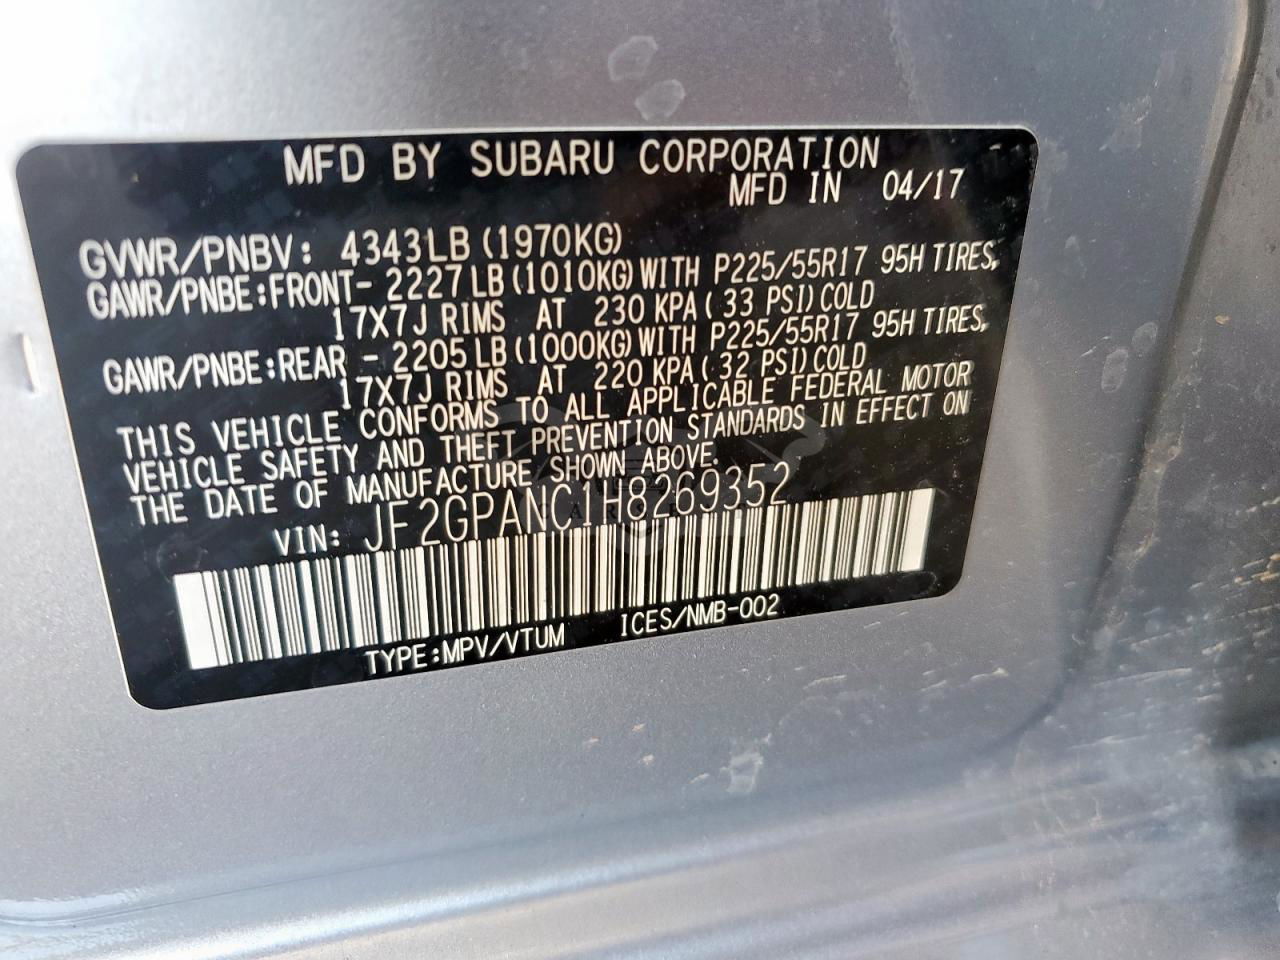 MFD BY SUBARU CORPORATION
MFD IN 04/17
GVWR/PNBV: 4343LB(1970KG)
GAWR/PNBE:FRONT- 2227LB(1010KG)WITH P225/55R17 95H TIRES,
17X7J RIMS AT 230 KPA( 33 PSI)COLD
GAWR/PNBE:REAR - 2205LB(1000KG)WITH P225/55R17 95H TIRES,
17X7J RIMS AT 220 KPA( 32 PSI)COLD
THIS VEHICLE CONFORMS TO ALL APPLICABLE FEDERAL MOTOR
VEHICLE SAFETY AND THEFT PREVENTION STANDARDS IN EFFECT ON
THE DATE OF MANUFACTURE SHOWN ABOVE.
VIN: JF2GPANC1H8269352
TYPE:MPV/VTUM ICES/NMB-002